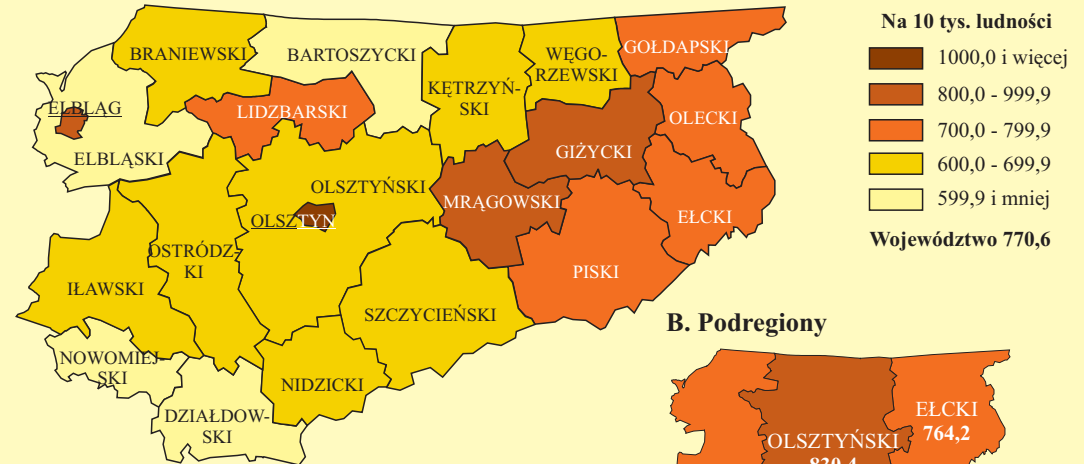 BRANIEWSKI
BARTOSZYCKI
KĘTRZYŃ-
SKI
WĘGO-
RZEWSKI
GOŁDAPSKI
ELBLĄG
ELBLĄSKI
LIDZBARSKI
OLECKI
GIŻYCKI
OLSZTYŃSKI
MRĄGOWSKI
EŁCKI
OLSZTYN
OSTRÓDZ-
KI
PISKI
IŁAWSKI
SZCZYCIEŃSKI
NOWOMIEJ-
SKI
NIDZICKI
DZIAŁDOW-
SKI
Na 10 tys. ludności
1000,0 i więcej
800,0 - 999,9
700,0 - 799,9
600,0 - 699,9
599,9 i mniej
Województwo 770,6
B. Podregiony
EŁCKI
764,2
OLSZTYŃSKI